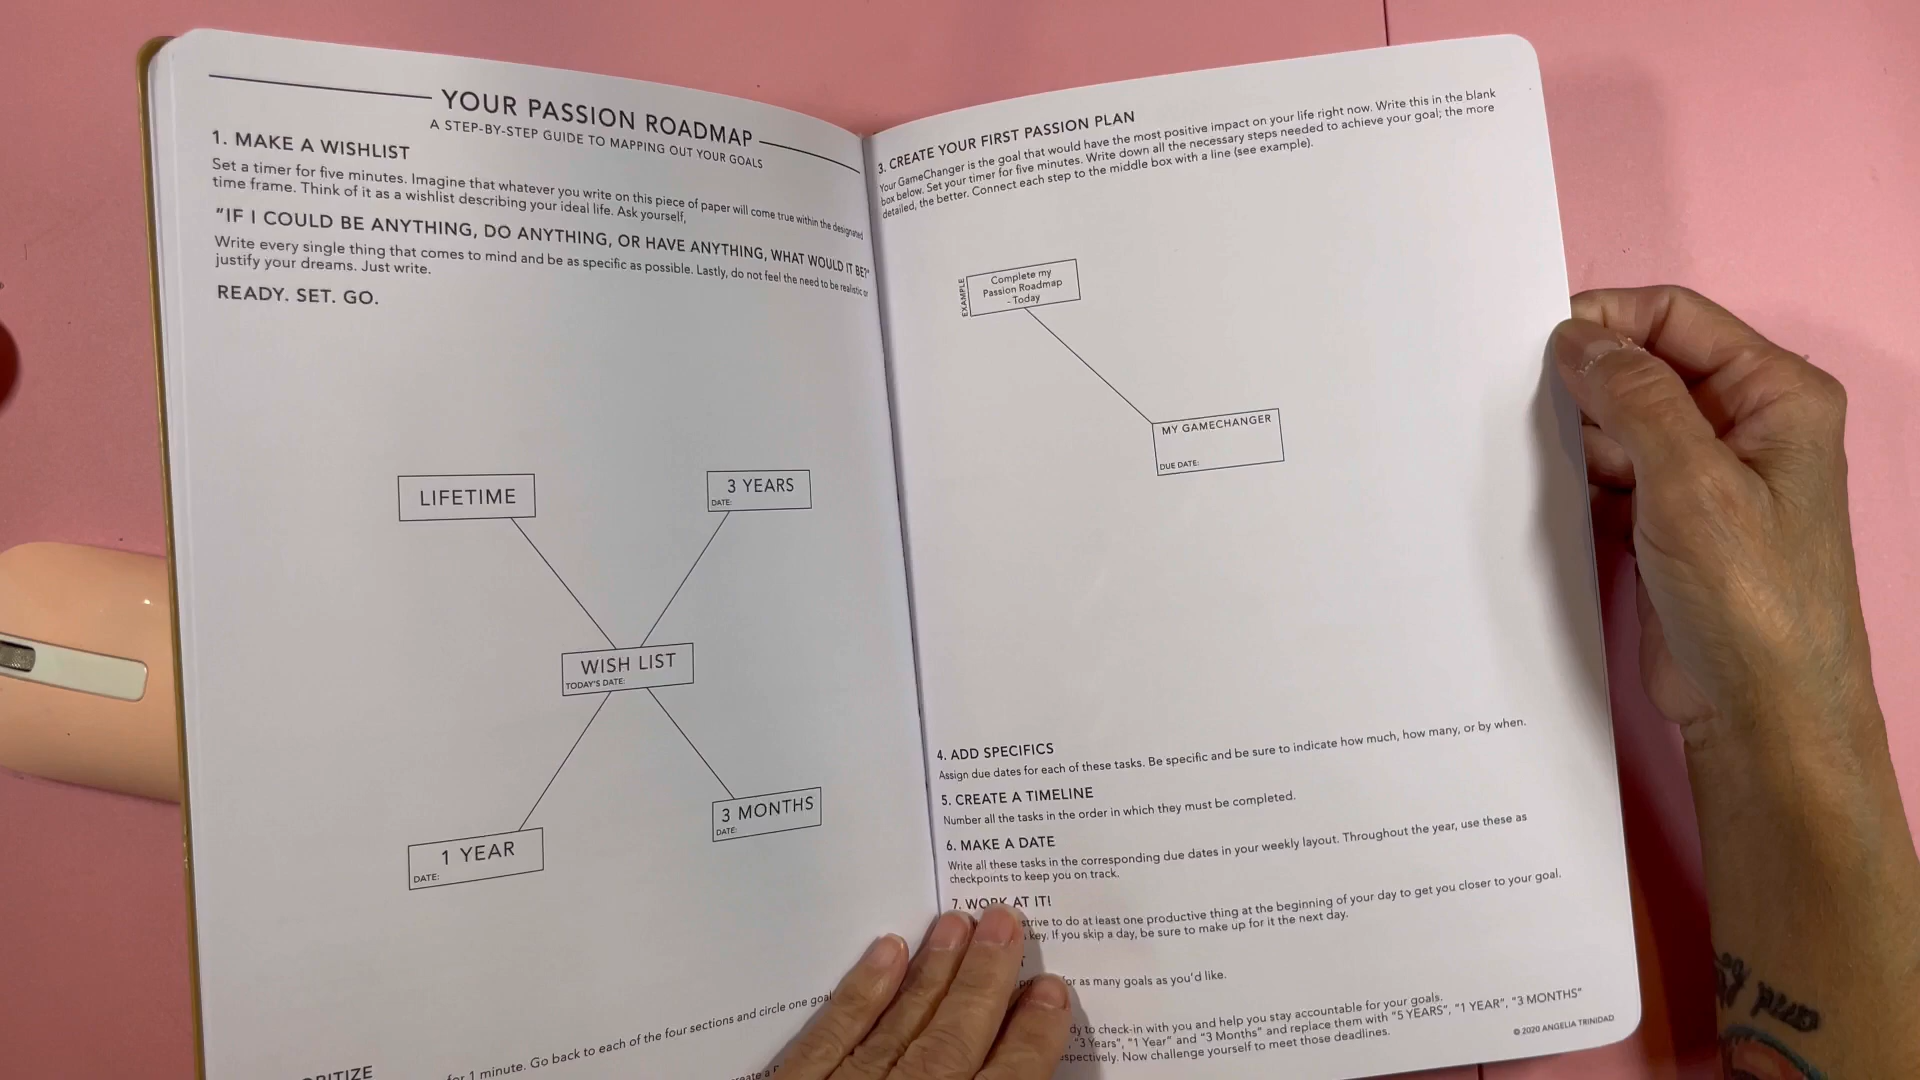 YOUR PASSION ROADMAP
A STEP-BY-STEP GUIDE TO MAPPING OUT YOUR GOALS
1. MAKE A WISHLIST
Set a timer for five minutes. Imagine that whatever you write on this piece of paper will come true within the designated
time frame. Think of it as a wishlist describing your ideal life. Ask yourself,
"IF I COULD BE ANYTHING, DO ANYTHING, OR HAVE ANYTHING, WHAT WOULD IT BE?"
Write every single thing that comes to mind and be as specific as possible. Lastly, do not feel the need to be realistic or
justify your dreams. Just write.
READY. SET. GO.
LIFETIME
3 YEARS
DATE:
WISH LIST
TODAY'S DATE:
1 YEAR
DATE:
3 MONTHS
DATE:
for 1 minute. Go back to each of the four sections and circle one goal
3. CREATE YOUR FIRST PASSION PLAN
Your GameChanger is the goal that would have the most positive impact on your life right now. Write this in the blank
box below. Set your timer for five minutes. Write down all the necessary steps needed to achieve your goal; the more
detailed, the better. Connect each step to the middle box with a line (see example).
EXAMPLE
Complete my
Passion Roadmap
- Today
MY GAMECHANGER
DUE DATE:
4. ADD SPECIFICS
Assign due dates for each of these tasks. Be specific and be sure to indicate how much, how many, or by when.
5. CREATE A TIMELINE
Number all the tasks in the order in which they must be completed.
6. MAKE A DATE
Write all these tasks in the corresponding due dates in your weekly layout. Throughout the year, use these as
checkpoints to keep you on track.
7. WORK AT IT!
strive to do at least one productive thing at the beginning of your day to get you closer to your goal.
key. If you skip a day, be sure to make up for it the next day.
for as many goals as you'd like.
to check-in with you and help you stay accountable for your goals.
"3 Years", "1 Year" and "3 Months" and replace them with "5 YEARS", "1 YEAR", "3 MONTHS"
Now challenge yourself to meet those deadlines.
© 2020 ANGELIA TRINIDAD